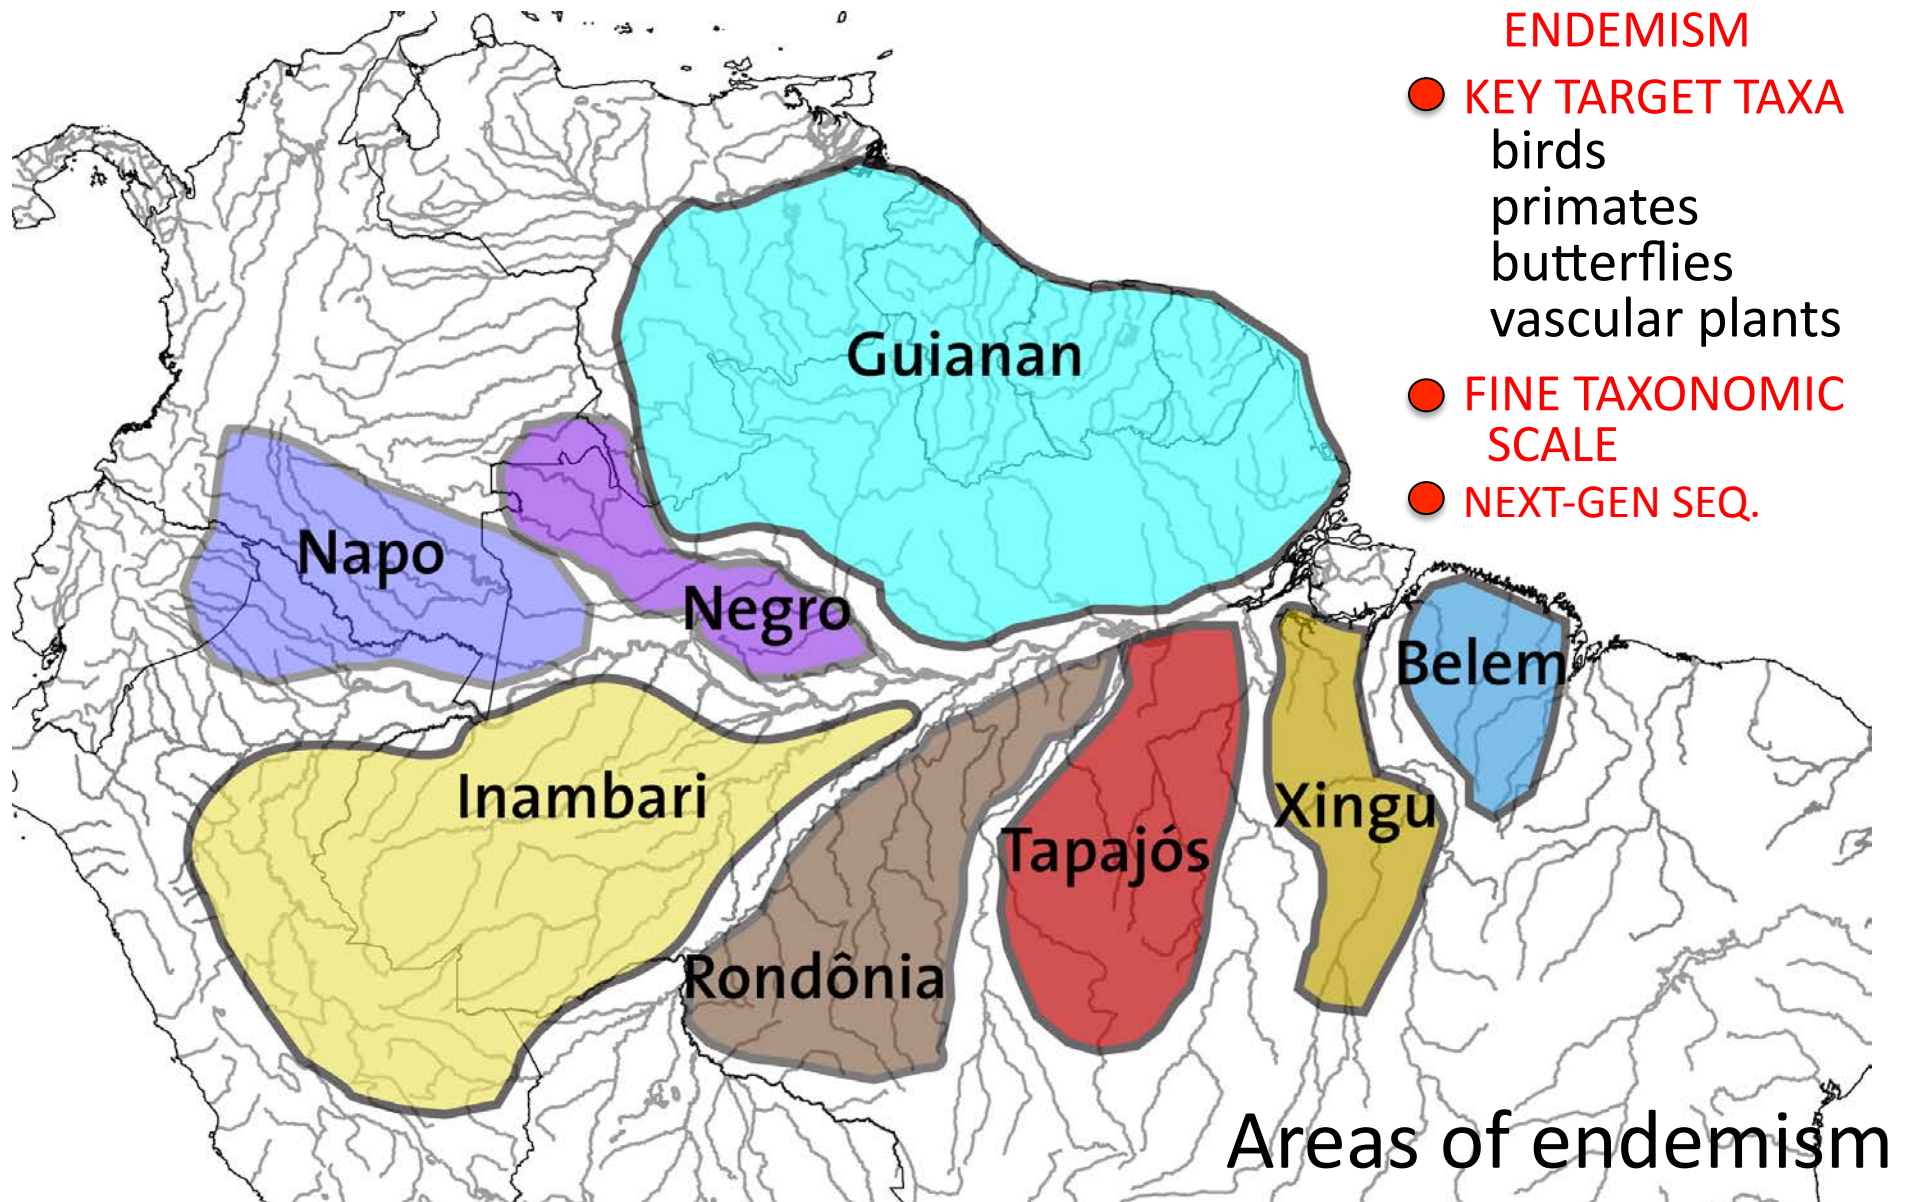 ENDEMISM
KEY TARGET TAXA
birds
primates
butterflies
vascular plants
FINE TAXONOMIC
SCALE
NEXT-GEN SEQ.
Guianan
Napo
Negro
Belem
Inambari
Xingu
Tapajós
Rondônia
Areas of endemism